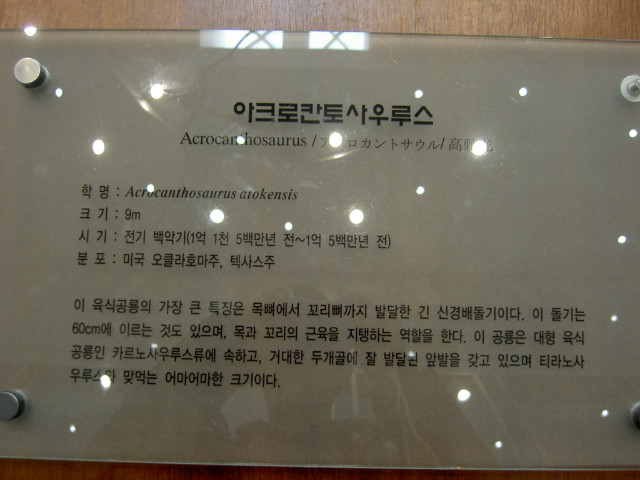 아크로칸토사우루스
Acrocanthosaurus / ロカントサウル/ 高
학 명 : Acrocanthosaurus atokensis
크 기 : 9m
시 기 : 전기 백악기(1억 1천 5백만년 전~1억 5백만년 전)
분 포 : 미국 오클라호마주, 텍사스주
이 육식공룡의 가장 큰 특징은 목뼈에서 꼬리뼈까지 발달한 긴 신경배돌기이다. 이 돌기는
60cm에 이르는 것도 있으며, 목과 꼬리의 근육을 지탱하는 역할을 한다. 이 공룡은 대형 육식
공룡인 카르노사우루스류에 속하고, 거대한 두개골에 잘 발달된 앞발을 갖고 있으며 티라노사
우루스와 맞먹는 어마어마한 크기이다.